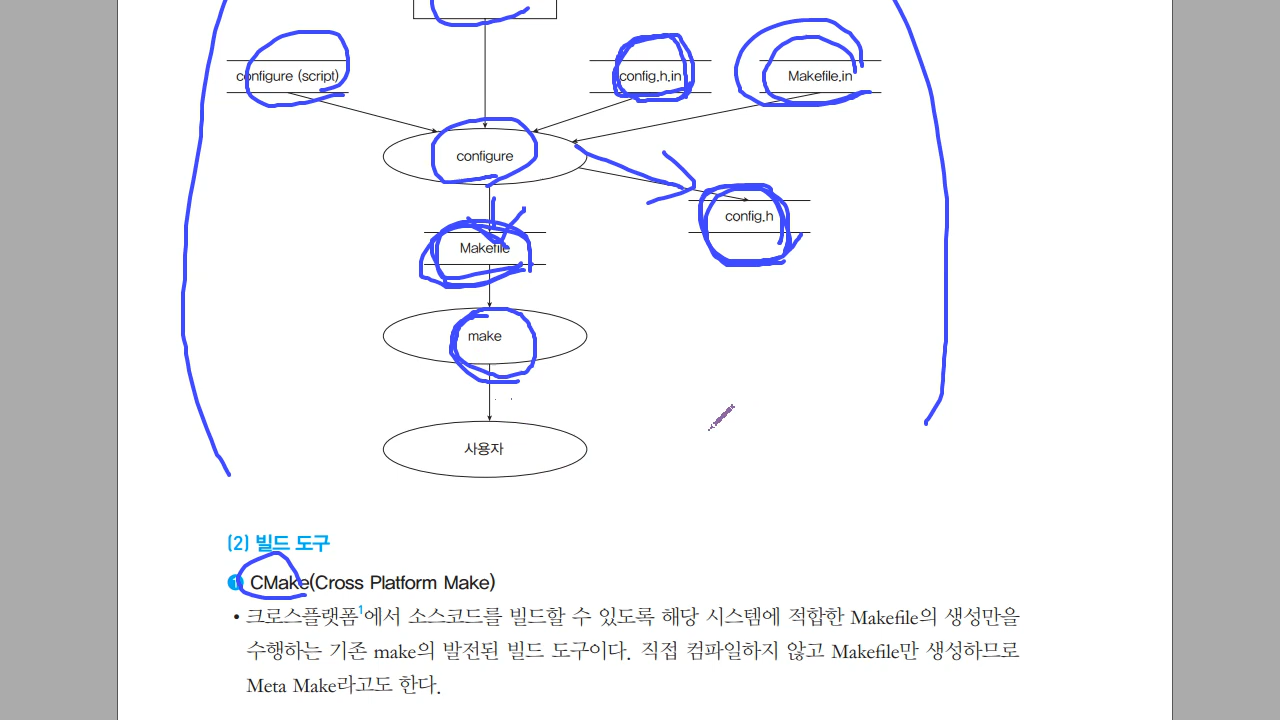 configure (script)
config.h.in
Makefile.in
configure
config.h
Makefile
make
사용자
(2) 빌드 도구
❶ CMake(Cross Platform Make)
• 크로스플랫폼1에서 소스코드를 빌드할 수 있도록 해당 시스템에 적합한 Makefile의 생성만을
수행하는 기존 make의 발전된 빌드 도구이다. 직접 컴파일하지 않고 Makefile만 생성하므로
Meta Make라고도 한다.